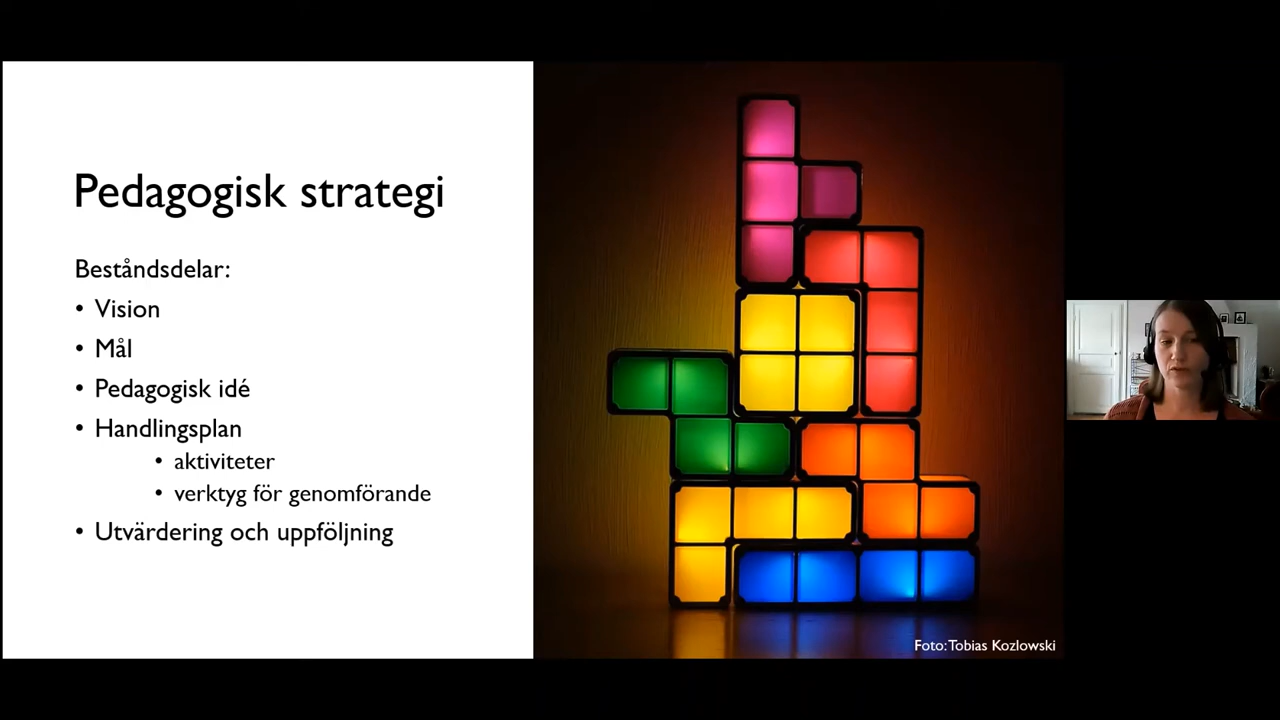 Pedagogisk strategi
Beståndsdelar:
• Vision
• Mål
• Pedagogisk idé
• Handlingsplan
• aktiviteter
• verktyg för genomförande
• Utvärdering och uppföljning
Foto: Tobias Kozlowski